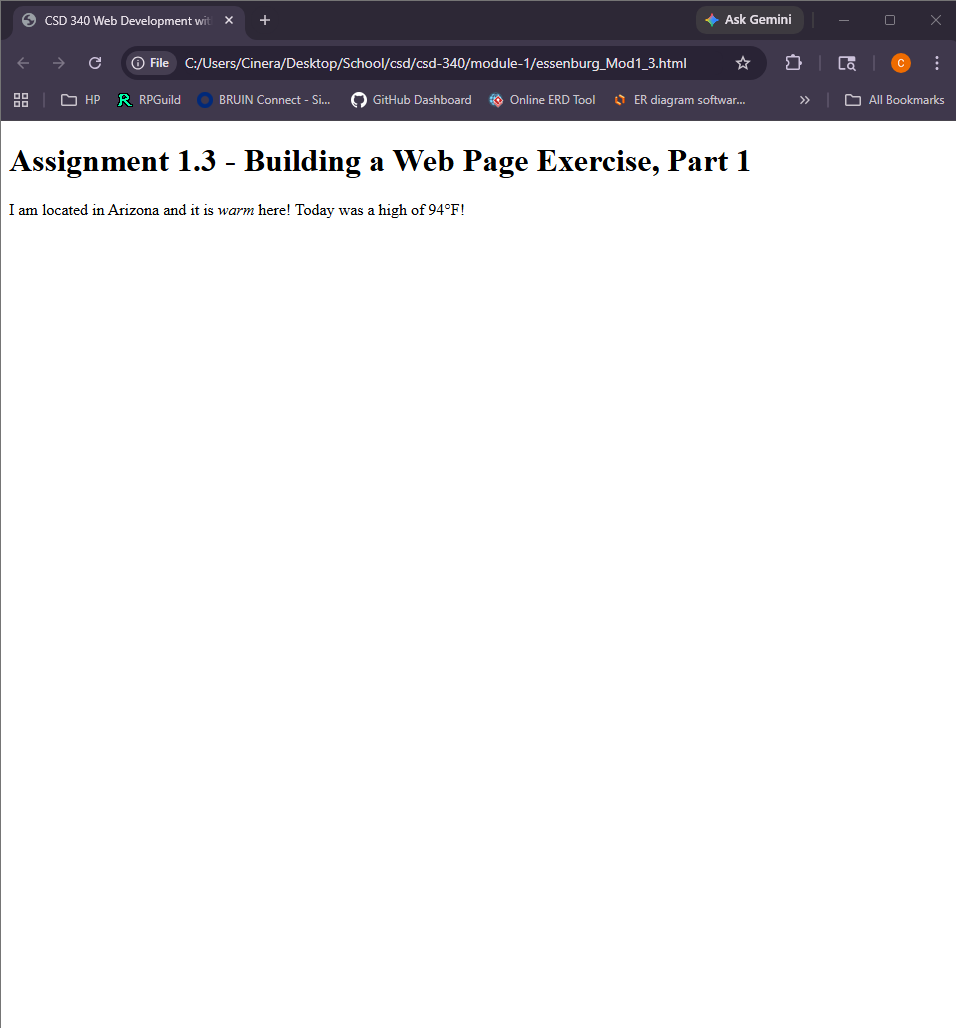 CSD 340 Web Development wit
Ask Gemini
File C:/Users/Cinera/Desktop/School/csd/csd-340/module-1/essenburg_Mod1_3.html C
HP RPGuild BRUIN Connect - Si... GitHub Dashboard Online ERD Tool ER diagram softwar... All Bookmarks
Assignment 1.3 - Building a Web Page Exercise, Part 1
I am located in Arizona and it is warm here! Today was a high of 94°F!